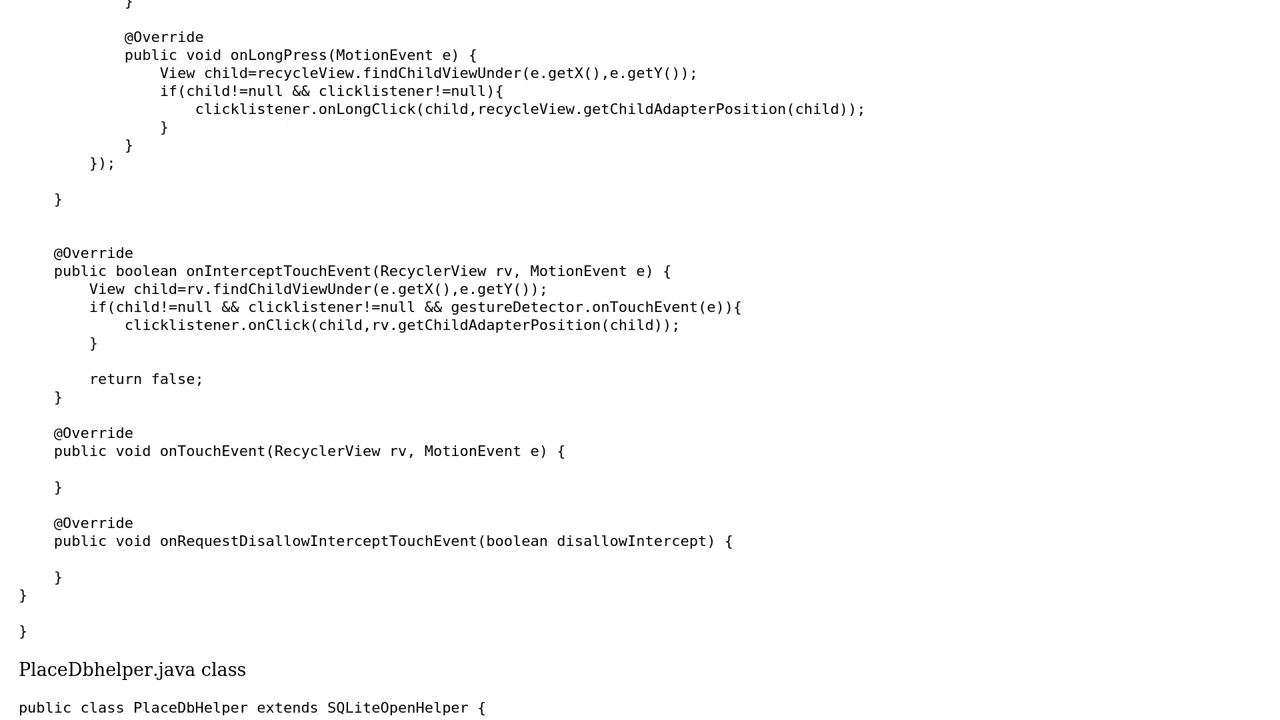 }
@Override
public void onLongPress(MotionEvent e) {
View child=recycleView.findChildViewUnder(e.getX(),e.getY());
if(child!=null && clicklistener!=null){
clicklistener.onLongClick(child,recycleView.getChildAdapterPosition(child));
}
}
});
}
@Override
public boolean onInterceptTouchEvent(RecyclerView rv, MotionEvent e) {
View child=rv.findChildViewUnder(e.getX(),e.getY());
if(child!=null && clicklistener!=null && gestureDetector.onTouchEvent(e)){
clicklistener.onClick(child,rv.getChildAdapterPosition(child));
}
return false;
}
@Override
public void onTouchEvent(RecyclerView rv, MotionEvent e) {
}
@Override
public void onRequestDisallowInterceptTouchEvent(boolean disallowIntercept) {
}
}
}
PlaceDbhelper.java class
public class PlaceDbHelper extends SQLiteOpenHelper {